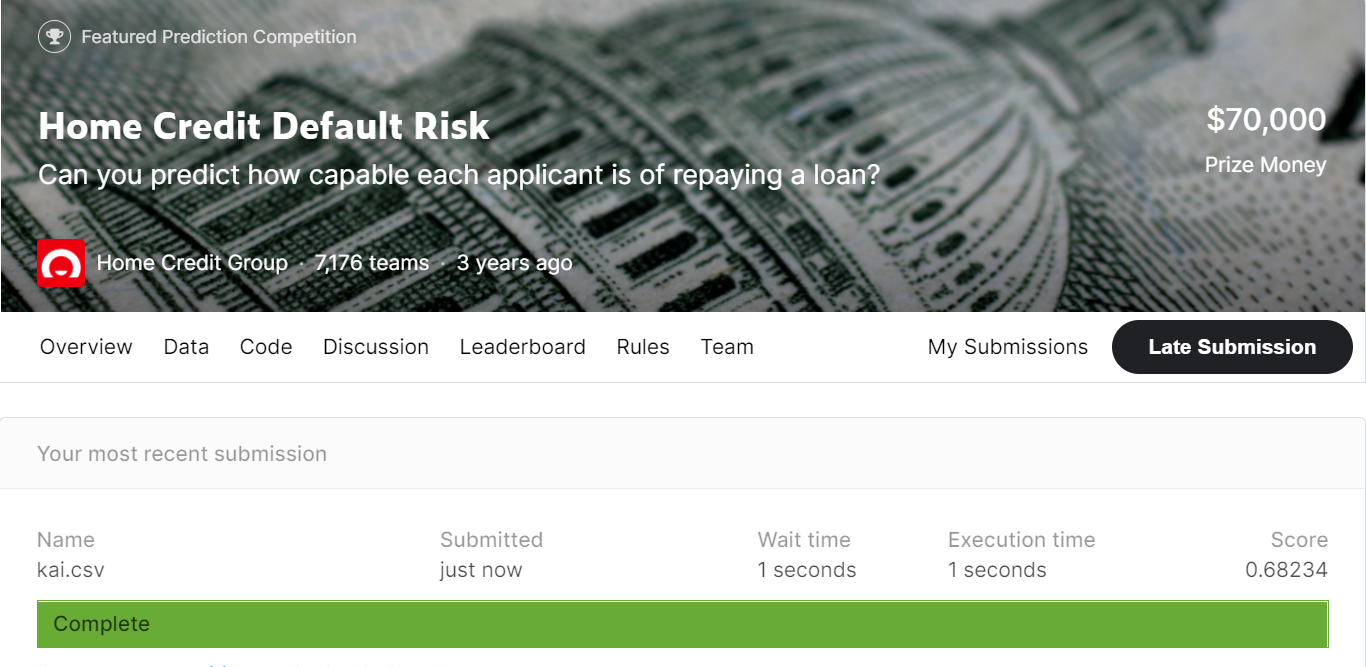 Featured Prediction Competition
Home Credit Default Risk
Can you predict how capable each applicant is of repaying a loan?
$70,000
Prize Money
Home Credit Group · 7,176 teams · 3 years ago
Overview Data Code Discussion Leaderboard Rules Team My Submissions Late Submission
Your most recent submission
Name Submitted Wait time Execution time Score
kai.csv just now 1 seconds 1 seconds 0.68234
Complete